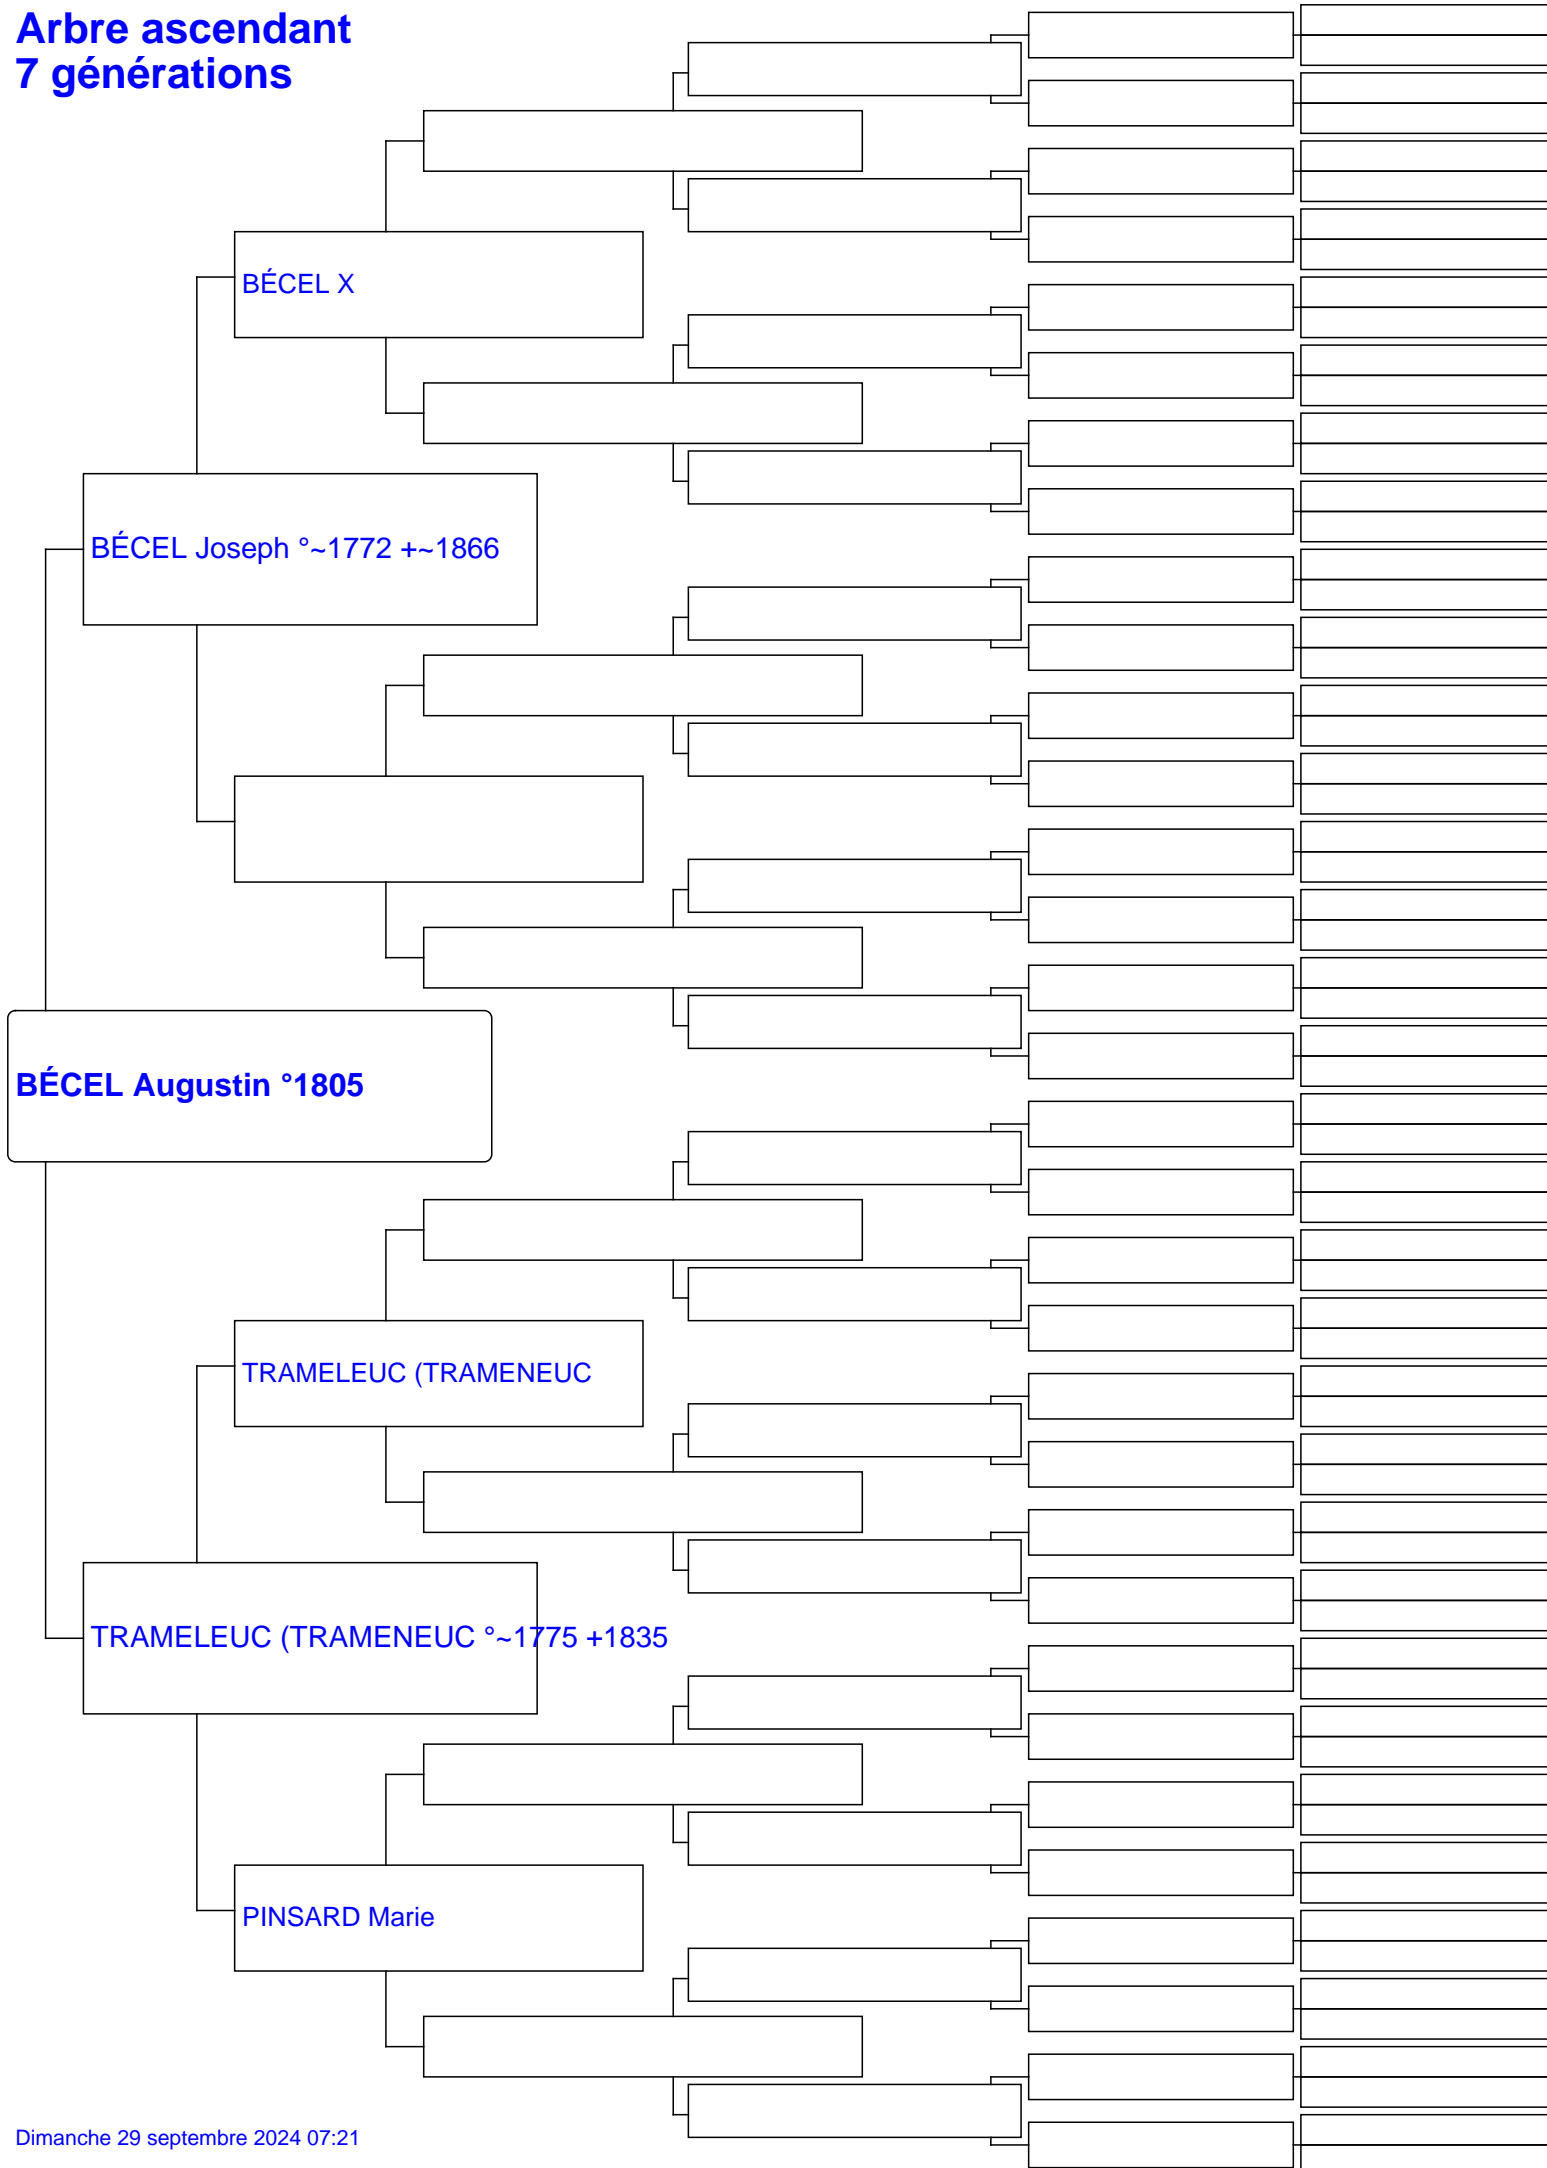 Arbre ascendant
7 générations
BÉCEL X
BÉCEL Joseph °~1772 +~1866
BÉCEL Augustin °1805
TRAMELEUC (TRAMENEUC
TRAMELEUC (TRAMENEUC °~1775 +1835
PINSARD Marie
Dimanche 29 septembre 2024 07:21